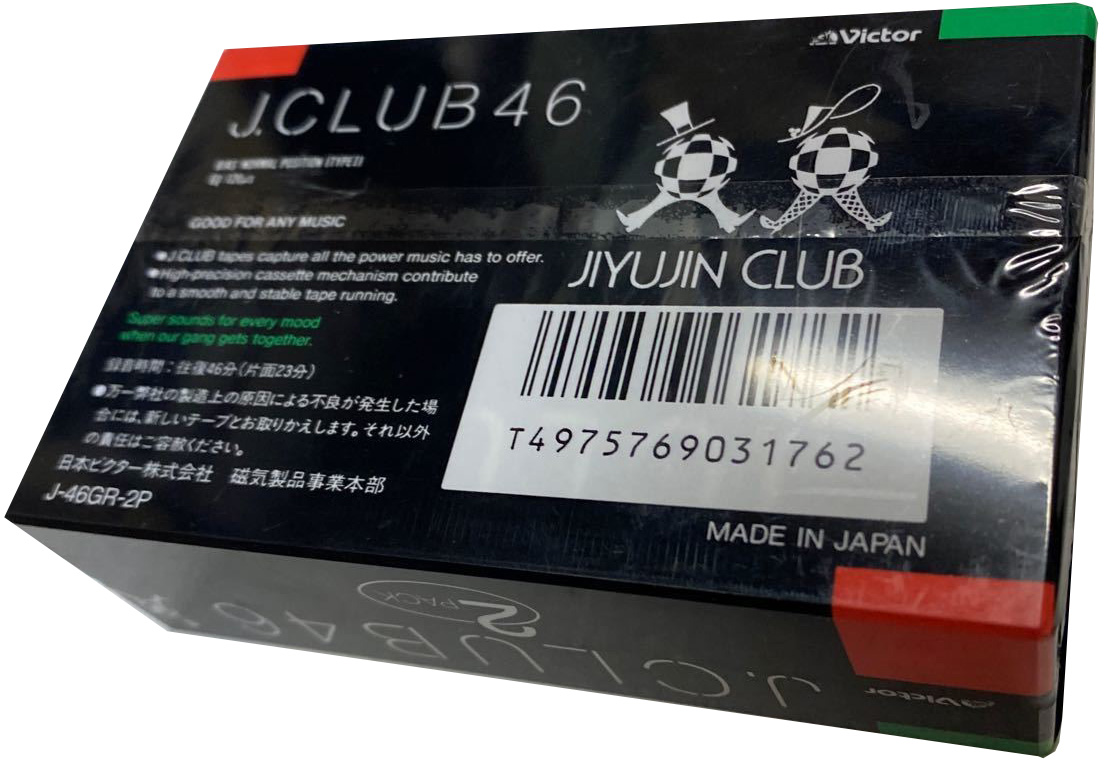 Victor
J.CLUB46
BIAS: NORMAL POSITION (TYPE I)
GOOD FOR ANY MUSIC
●J.CLUB tapes capture all the power music has to offer.
●High-precision cassette mechanism contribute
to a smooth and stable tape running.
Super sounds for every mood
when our gang gets together.
録音時間：往復46分（片面23分）
●万一弊社の製造上の原因による不良が発生した場
合には、新しいテープとお取りかえします。それ以外
の責任はご容赦ください。
日本ビクター株式会社 磁気製品事業本部
J-46GR-2P
JIYUJIN CLUB
T4975769031762
MADE IN JAPAN
2 PACK
J.CLUB46
Victor